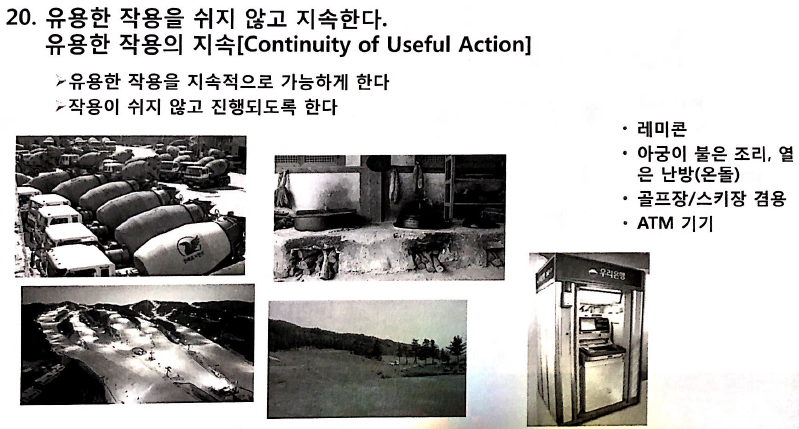 20. 유용한 작용을 쉬지 않고 지속한다.
유용한 작용의 지속[Continuity of Useful Action]
➢유용한 작용을 지속적으로 가능하게 한다
➢작용이 쉬지 않고 진행되도록 한다
• 레미콘
• 아궁이 불은 조리, 열
은 난방(온돌)
• 골프장/스키장 겸용
• ATM 기기
우리은행